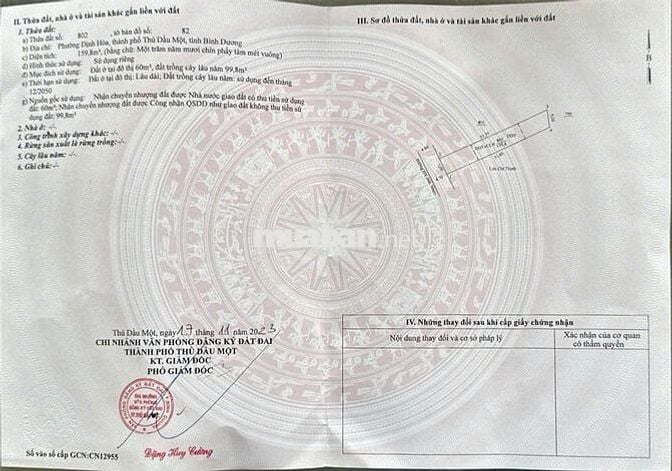 II. Thửa đất, nhà ở và tài sản khác gắn liền với đất
1. Thửa đất:
a) Thửa đất số: 802 , tờ bản đồ số: 82
b) Địa chỉ: Phường Định Hòa, thành phố Thủ Dầu Một, tỉnh Bình Dương
c) Diện tích: 159,8m² (bằng chữ: Một trăm năm mươi chín phẩy tám mét vuông)
d) Hình thức sử dụng: Sử dụng riêng
đ) Mục đích sử dụng: Đất ở tại đô thị 60m²; đất trồng cây lâu năm 99,8m²
e) Thời hạn sử dụng: Đất ở tại đô thị: Lâu dài; Đất trồng cây lâu năm: sử dụng đến tháng
12/2050
g) Nguồn gốc sử dụng: Nhận chuyển nhượng đất được Nhà nước giao đất có thu tiền sử dụng
đất: 60m²; Nhận chuyển nhượng đất được Công nhận QSDĐ như giao đất không thu tiền sử
dụng đất: 99,8m²
2. Nhà ở: -/-
3. Công trình xây dựng khác: -/-
4. Rừng sản xuất là rừng trồng: -/-
5. Cây lâu năm: -/-
6. Ghi chú: -/-
Thủ Dầu Một, ngày 17 tháng 11 năm 2023
CHI NHÁNH VĂN PHÒNG ĐĂNG KÝ ĐẤT ĐAI
THÀNH PHỐ THỦ DẦU MỘT
KT. GIÁM ĐỐC
PHÓ GIÁM ĐỐC
Đặng Huy Cường
Số vào sổ cấp GCN:CN12955
III. Sơ đồ thửa đất, nhà ở và tài sản khác gắn liền với đất
B
802
muaban.net
IV. Những thay đổi sau khi cấp giấy chứng nhận
Nội dung thay đổi và cơ sở pháp lý
Xác nhận của cơ quan
có thẩm quyền